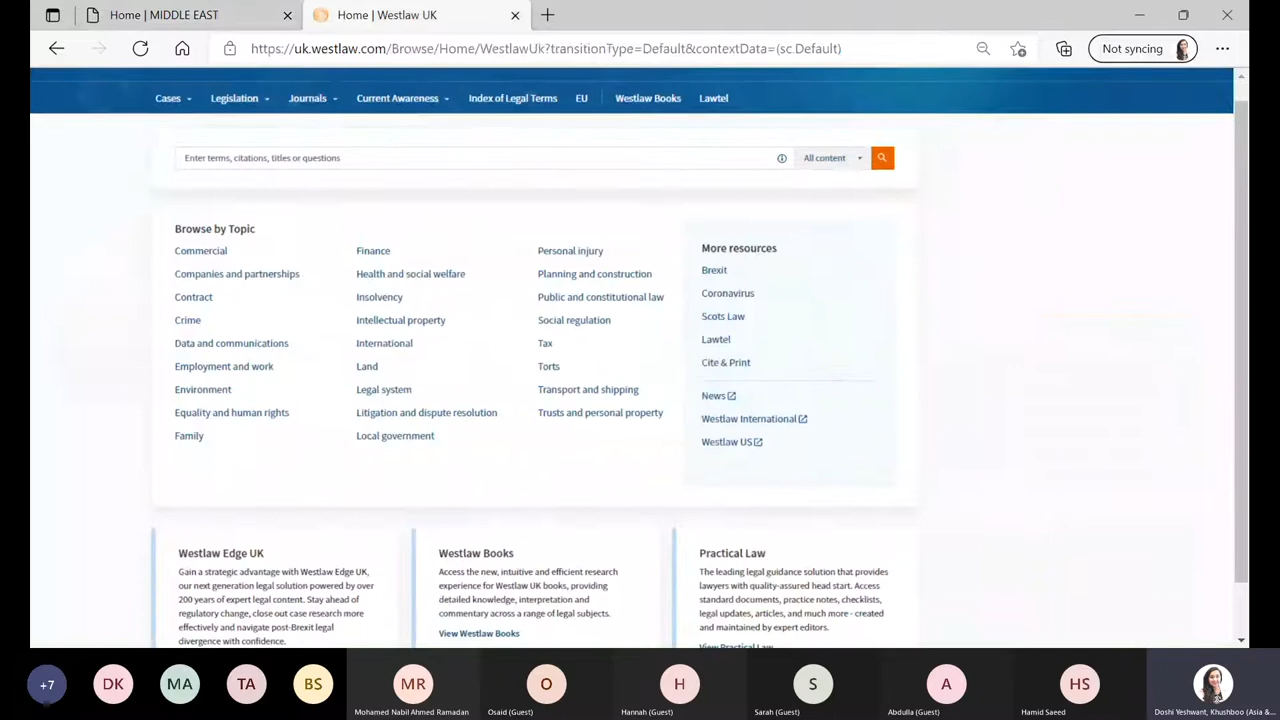 Home | MIDDLE EAST
Home | Westlaw UK
https://uk.westlaw.com/Browse/Home/WestlawUk?transitionType=Default&contextData=(sc.Default)
Not syncing
Cases
Legislation
Journals
Current Awareness
Index of Legal Terms
EU
Westlaw Books
Lawtel
Enter terms, citations, titles or questions
All content
Browse by Topic
Commercial
Companies and partnerships
Contract
Crime
Data and communications
Employment and work
Environment
Equality and human rights
Family
Finance
Health and social welfare
Insolvency
Intellectual property
International
Land
Legal system
Litigation and dispute resolution
Local government
Personal injury
Planning and construction
Public and constitutional law
Social regulation
Tax
Torts
Transport and shipping
Trusts and personal property
More resources
Brexit
Coronavirus
Scots Law
Lawtel
Cite & Print
News
Westlaw International
Westlaw US
Westlaw Edge UK
Gain a strategic advantage with Westlaw Edge UK,
our next generation legal solution powered by over
200 years of expert legal content. Stay ahead of
regulatory change, close out case research more
effectively and navigate post-Brexit legal
divergence with confidence.
Westlaw Books
Access the new, intuitive and efficient research
experience for Westlaw UK books, providing
detailed knowledge, interpretation and
commentary across a range of legal subjects.
View Westlaw Books
Practical Law
The leading legal guidance solution that provides
lawyers with quality-assured head start. Access
standard documents, practice notes, checklists,
legal updates, articles, and much more - created
and maintained by expert editors.
View Practical Law
+7
DK
MA
TA
BS
MR
Mohamed Nabil Ahmed Ramadan
O
Osaid (Guest)
H
Hannah (Guest)
S
Sarah (Guest)
A
Abdulla (Guest)
HS
Hamid Saeed
Doshi Yeshwant, Khushboo (Asia &...